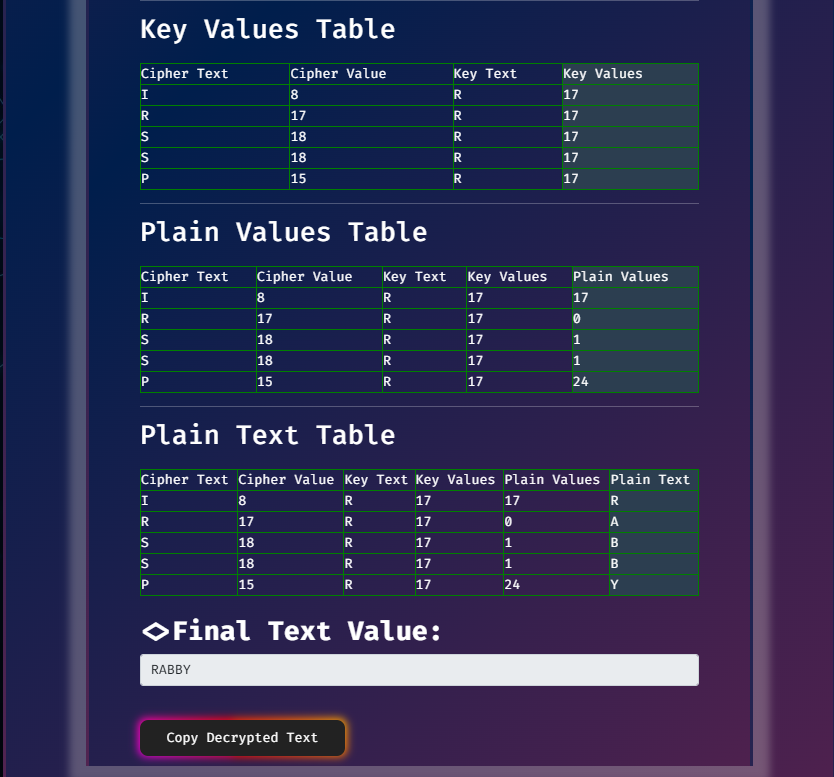 Key Values Table
Cipher Text Cipher Value Key Text Key Values
I 8 R 17
R 17 R 17
S 18 R 17
S 18 R 17
P 15 R 17
Plain Values Table
Cipher Text Cipher Value Key Text Key Values Plain Values
I 8 R 17 17
R 17 R 17 0
S 18 R 17 1
S 18 R 17 1
P 15 R 17 24
Plain Text Table
Cipher Text Cipher Value Key Text Key Values Plain Values Plain Text
I 8 R 17 17 R
R 17 R 17 0 A
S 18 R 17 1 B
S 18 R 17 1 B
P 15 R 17 24 Y
<>Final Text Value:
RABBY
Copy Decrypted Text